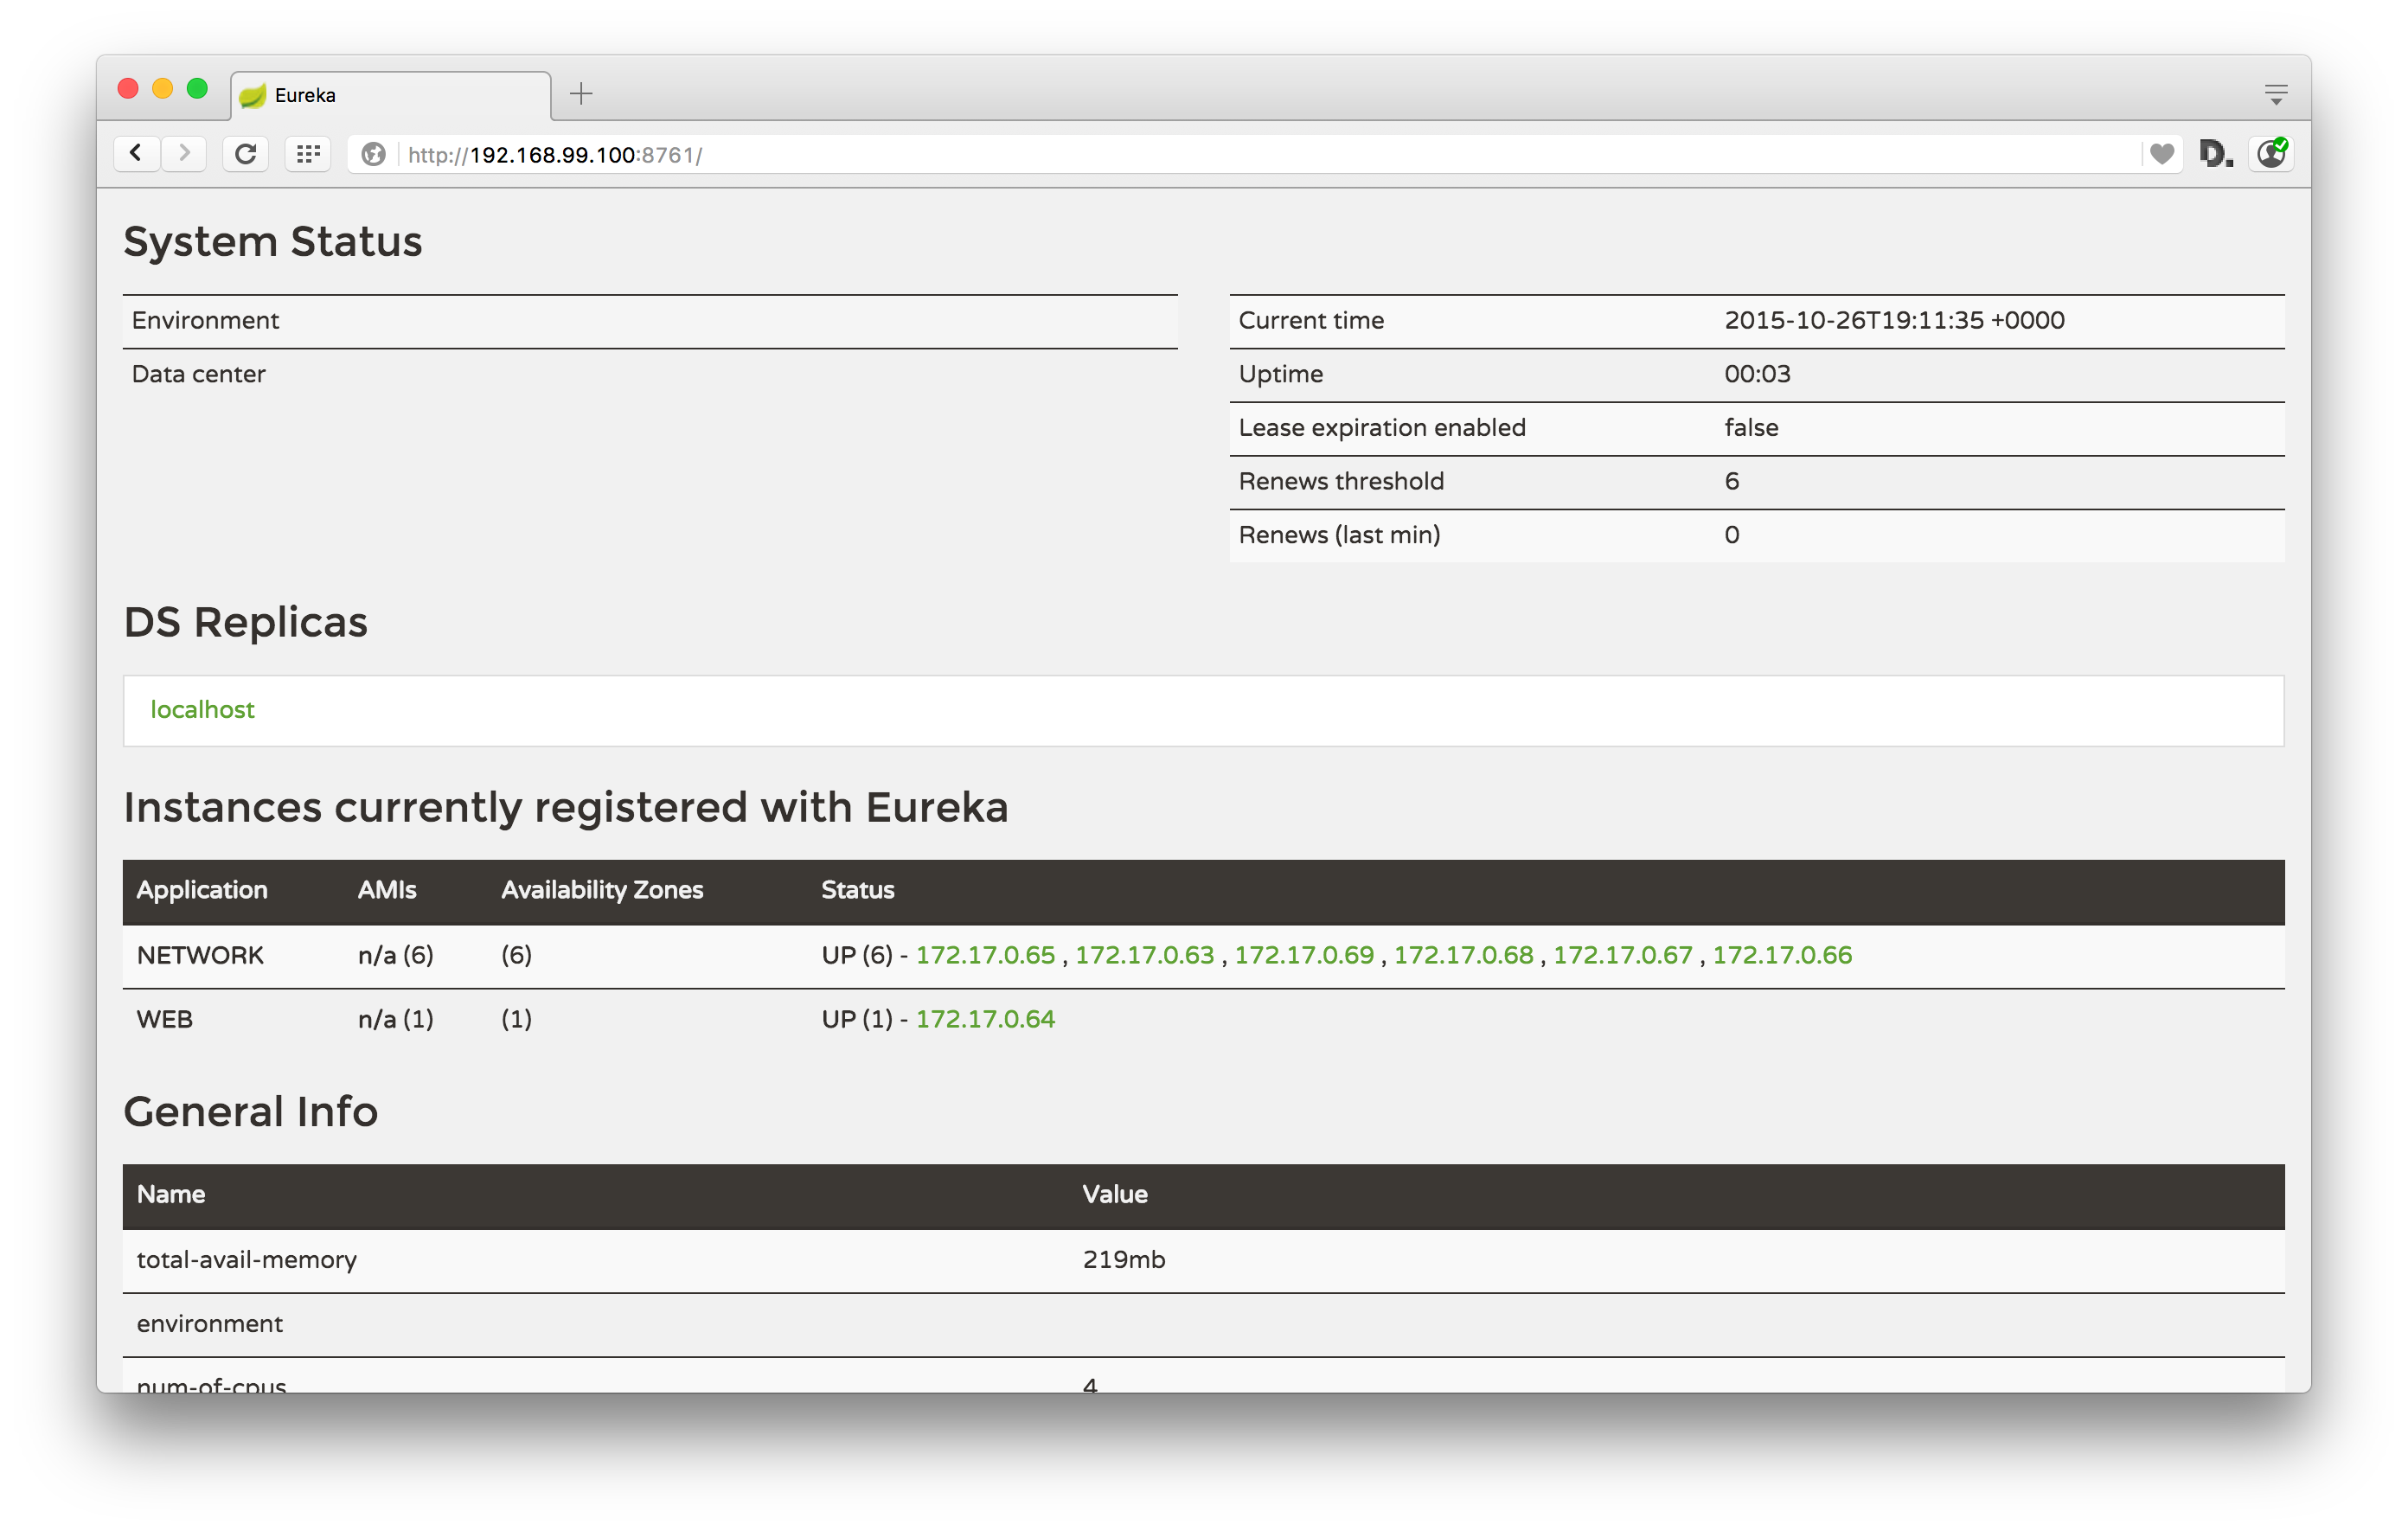 Eureka
http://192.168.99.100:8761/
D.
System Status
Environment
Data center
Current time 2015-10-26T19:11:35 +0000
Uptime 00:03
Lease expiration enabled false
Renews threshold 6
Renews (last min) 0
DS Replicas
localhost
Instances currently registered with Eureka
Application AMIs Availability Zones Status
NETWORK n/a (6) (6) UP (6) - 172.17.0.65 , 172.17.0.63 , 172.17.0.69 , 172.17.0.68 , 172.17.0.67 , 172.17.0.66
WEB n/a (1) (1) UP (1) - 172.17.0.64
General Info
Name Value
total-avail-memory 219mb
environment
num-of-cpus 4